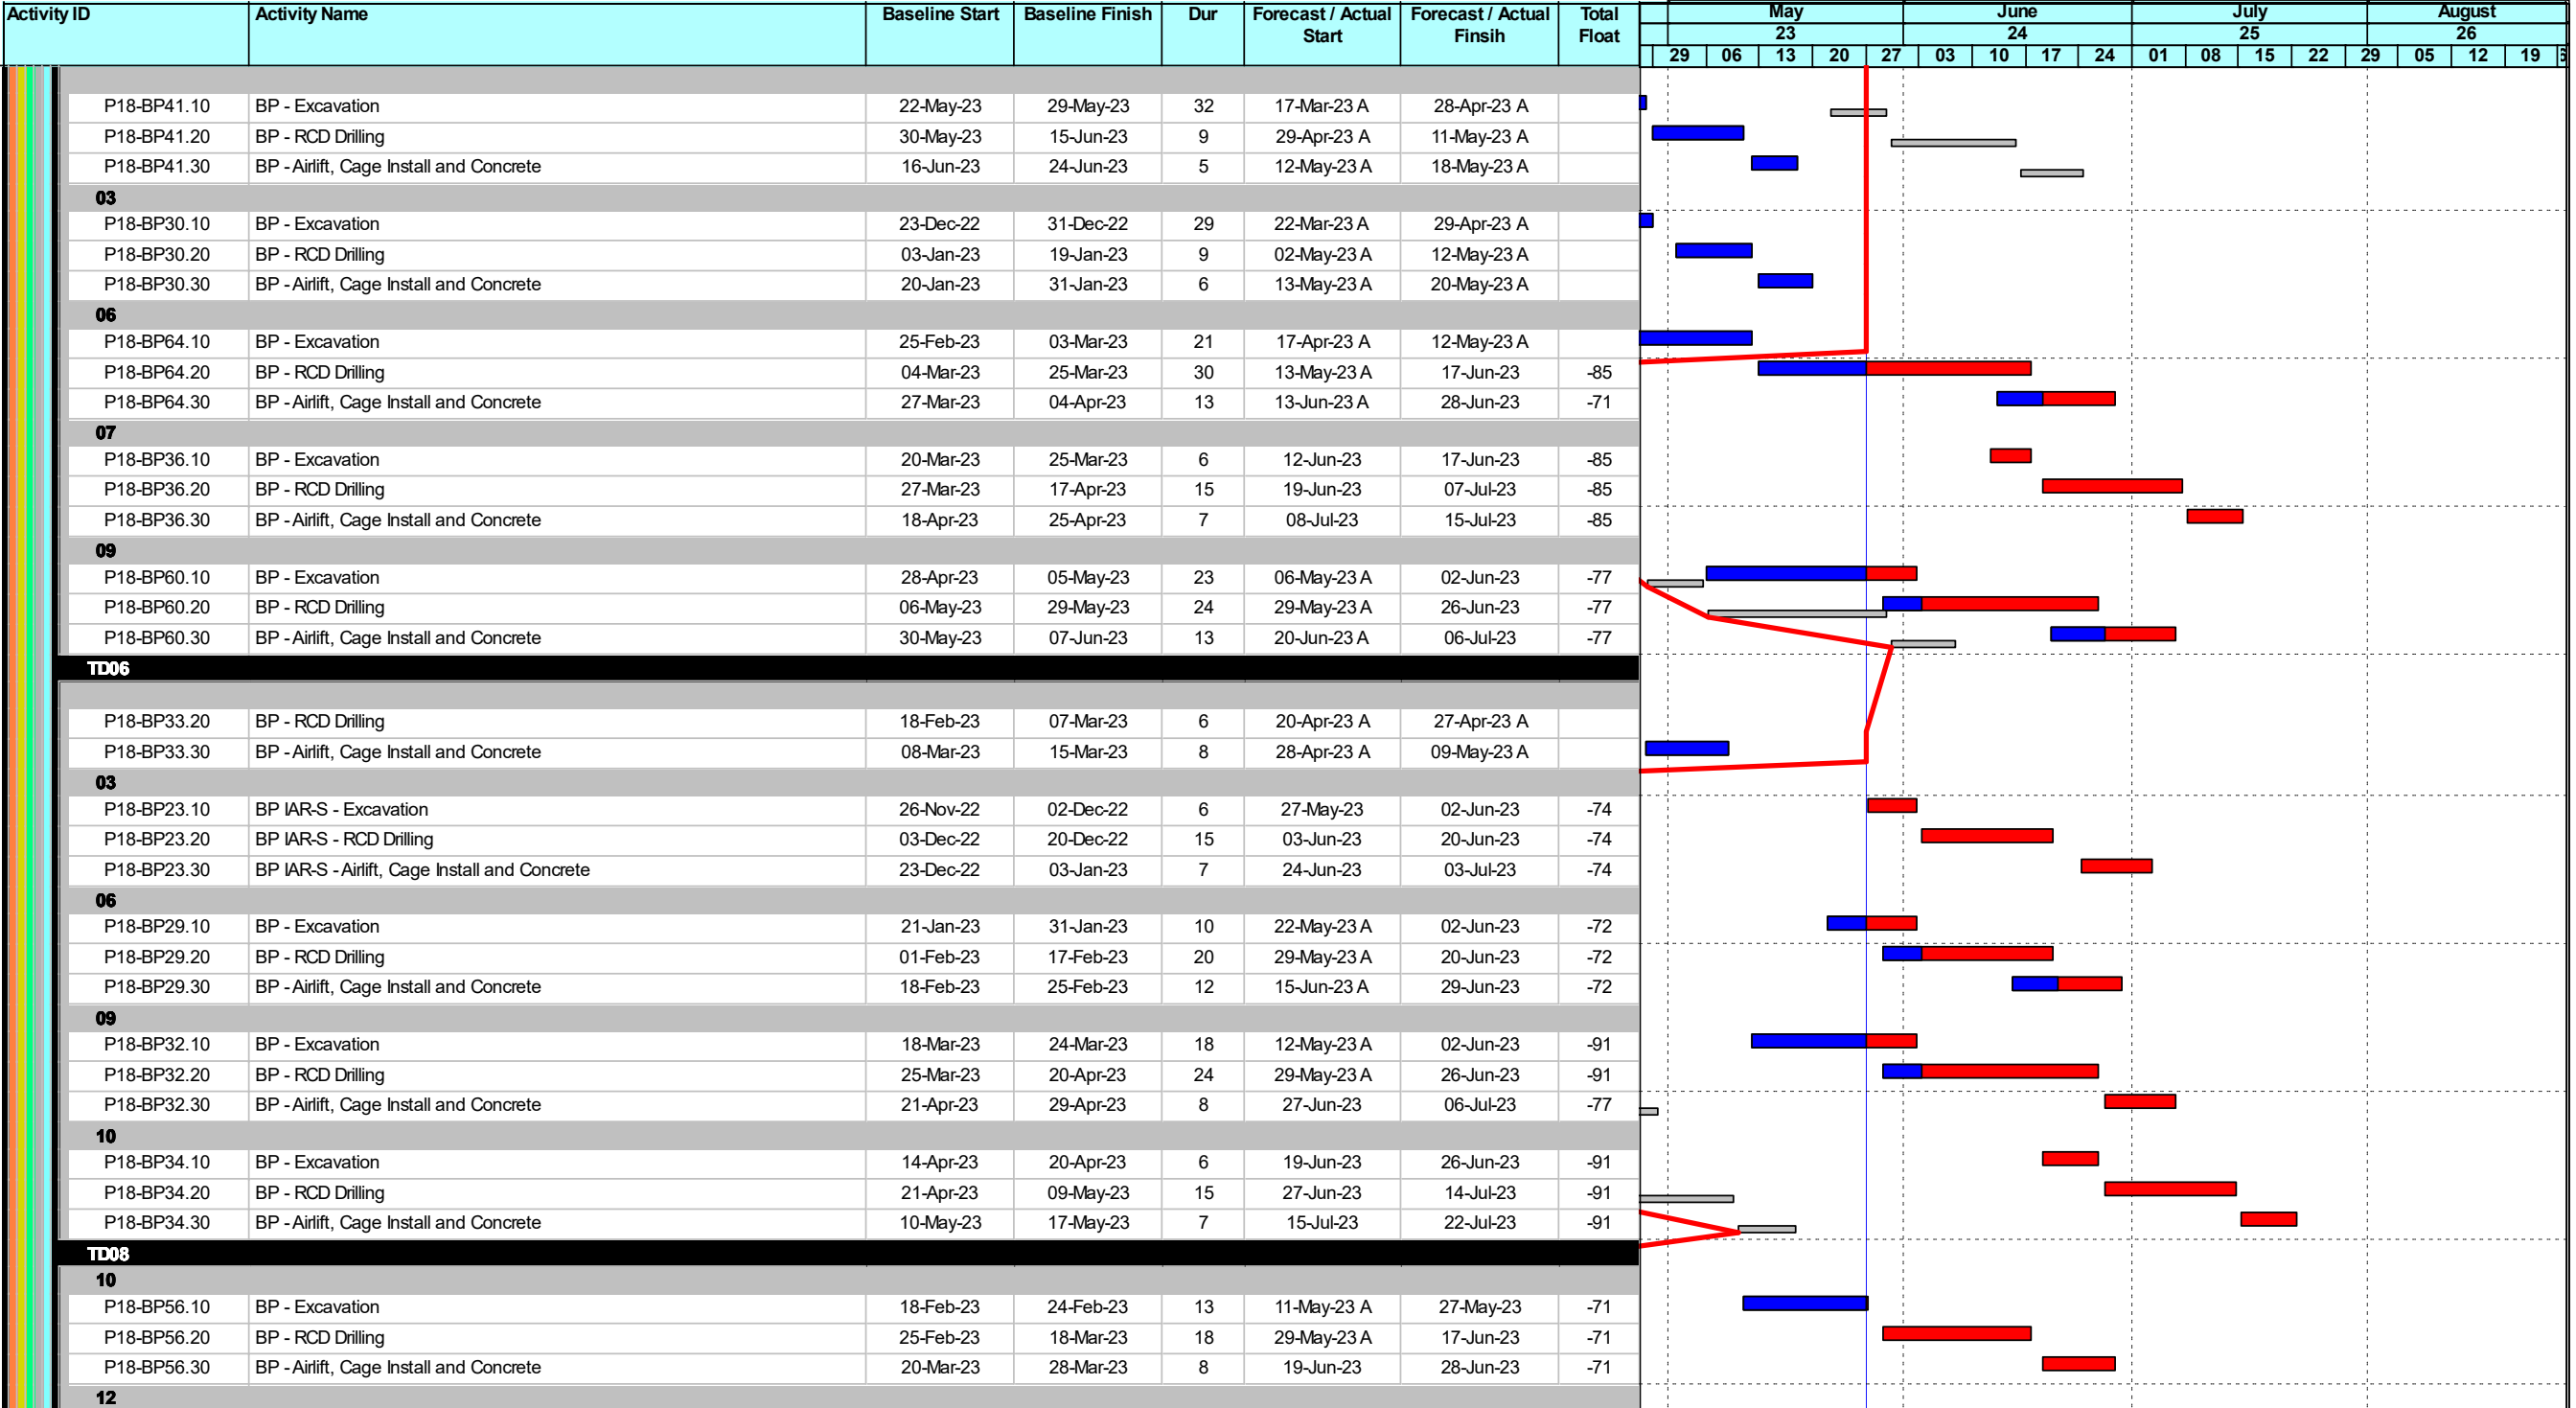 Activity ID Activity Name Baseline Start Baseline Finish Dur Forecast / Actual Start Forecast / Actual Finsih Total Float May June July August
23 24 25 26
29 06 13 20 27 03 10 17 24 01 08 15 22 29 05 12 19
P18-BP41.10 BP - Excavation 22-May-23 29-May-23 32 17-Mar-23 A 28-Apr-23 A
P18-BP41.20 BP - RCD Drilling 30-May-23 15-Jun-23 9 29-Apr-23 A 11-May-23 A
P18-BP41.30 BP - Airlift, Cage Install and Concrete 16-Jun-23 24-Jun-23 5 12-May-23 A 18-May-23 A
03
P18-BP30.10 BP - Excavation 23-Dec-22 31-Dec-22 29 22-Mar-23 A 29-Apr-23 A
P18-BP30.20 BP - RCD Drilling 03-Jan-23 19-Jan-23 9 02-May-23 A 12-May-23 A
P18-BP30.30 BP - Airlift, Cage Install and Concrete 20-Jan-23 31-Jan-23 6 13-May-23 A 20-May-23 A
06
P18-BP64.10 BP - Excavation 25-Feb-23 03-Mar-23 21 17-Apr-23 A 12-May-23 A
P18-BP64.20 BP - RCD Drilling 04-Mar-23 25-Mar-23 30 13-May-23 A 17-Jun-23 -85
P18-BP64.30 BP - Airlift, Cage Install and Concrete 27-Mar-23 04-Apr-23 13 13-Jun-23 A 28-Jun-23 -71
07
P18-BP36.10 BP - Excavation 20-Mar-23 25-Mar-23 6 12-Jun-23 17-Jun-23 -85
P18-BP36.20 BP - RCD Drilling 27-Mar-23 17-Apr-23 15 19-Jun-23 07-Jul-23 -85
P18-BP36.30 BP - Airlift, Cage Install and Concrete 18-Apr-23 25-Apr-23 7 08-Jul-23 15-Jul-23 -85
09
P18-BP60.10 BP - Excavation 28-Apr-23 05-May-23 23 06-May-23 A 02-Jun-23 -77
P18-BP60.20 BP - RCD Drilling 06-May-23 29-May-23 24 29-May-23 A 26-Jun-23 -77
P18-BP60.30 BP - Airlift, Cage Install and Concrete 30-May-23 07-Jun-23 13 20-Jun-23 A 06-Jul-23 -77
TD06
P18-BP33.20 BP - RCD Drilling 18-Feb-23 07-Mar-23 6 20-Apr-23 A 27-Apr-23 A
P18-BP33.30 BP - Airlift, Cage Install and Concrete 08-Mar-23 15-Mar-23 8 28-Apr-23 A 09-May-23 A
03
P18-BP23.10 BP IAR-S - Excavation 26-Nov-22 02-Dec-22 6 27-May-23 02-Jun-23 -74
P18-BP23.20 BP IAR-S - RCD Drilling 03-Dec-22 20-Dec-22 15 03-Jun-23 20-Jun-23 -74
P18-BP23.30 BP IAR-S - Airlift, Cage Install and Concrete 23-Dec-22 03-Jan-23 7 24-Jun-23 03-Jul-23 -74
06
P18-BP29.10 BP - Excavation 21-Jan-23 31-Jan-23 10 22-May-23 A 02-Jun-23 -72
P18-BP29.20 BP - RCD Drilling 01-Feb-23 17-Feb-23 20 29-May-23 A 20-Jun-23 -72
P18-BP29.30 BP - Airlift, Cage Install and Concrete 18-Feb-23 25-Feb-23 12 15-Jun-23 A 29-Jun-23 -72
09
P18-BP32.10 BP - Excavation 18-Mar-23 24-Mar-23 18 12-May-23 A 02-Jun-23 -91
P18-BP32.20 BP - RCD Drilling 25-Mar-23 20-Apr-23 24 29-May-23 A 26-Jun-23 -91
P18-BP32.30 BP - Airlift, Cage Install and Concrete 21-Apr-23 29-Apr-23 8 27-Jun-23 06-Jul-23 -77
10
P18-BP34.10 BP - Excavation 14-Apr-23 20-Apr-23 6 19-Jun-23 26-Jun-23 -91
P18-BP34.20 BP - RCD Drilling 21-Apr-23 09-May-23 15 27-Jun-23 14-Jul-23 -91
P18-BP34.30 BP - Airlift, Cage Install and Concrete 10-May-23 17-May-23 7 15-Jul-23 22-Jul-23 -91
TD08
10
P18-BP56.10 BP - Excavation 18-Feb-23 24-Feb-23 13 11-May-23 A 27-May-23 -71
P18-BP56.20 BP - RCD Drilling 25-Feb-23 18-Mar-23 18 29-May-23 A 17-Jun-23 -71
P18-BP56.30 BP - Airlift, Cage Install and Concrete 20-Mar-23 28-Mar-23 8 19-Jun-23 28-Jun-23 -71
12